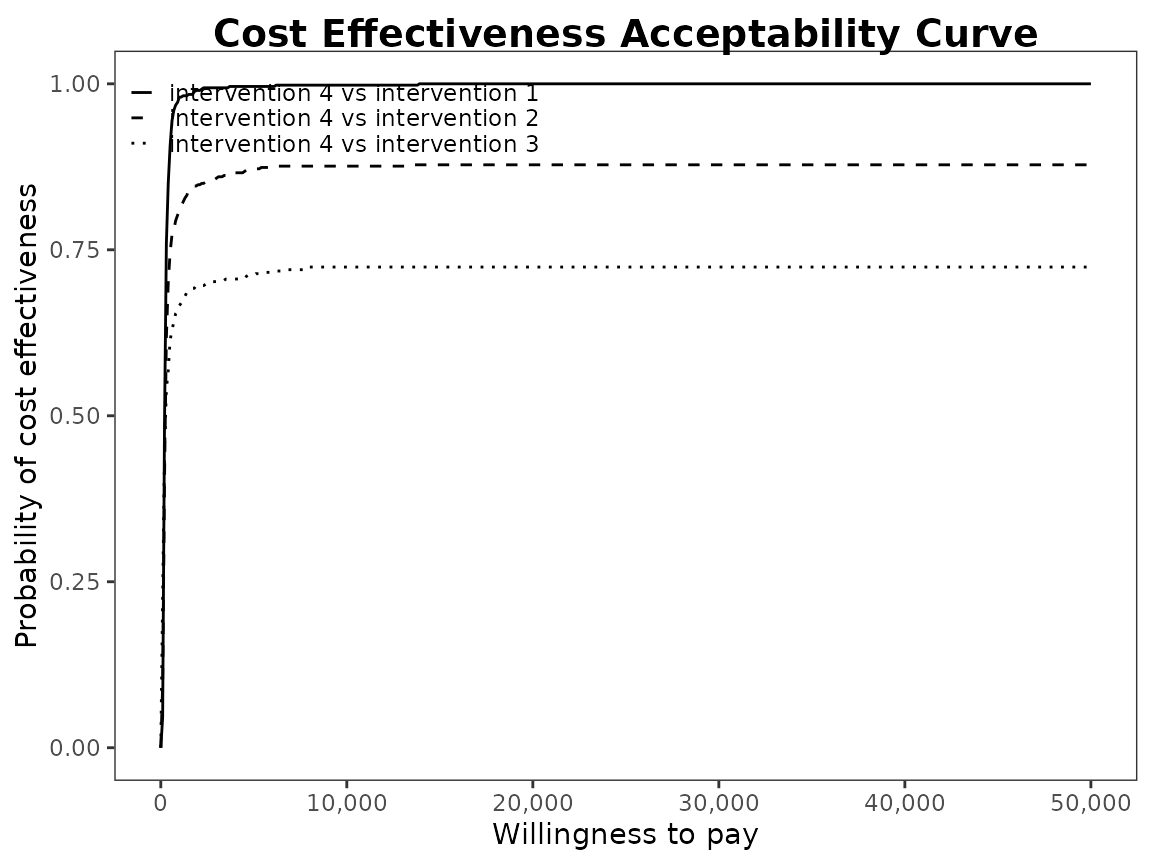 Cost Effectiveness Acceptability Curve
1.00
intervention 4 vs intervention 1
intervention 4 vs intervention 2
intervention 4 vs intervention 3
0.75
0.50
0.25
0.00
Probability of cost effectiveness
0 10,000 20,000 30,000 40,000 50,000
Willingness to pay